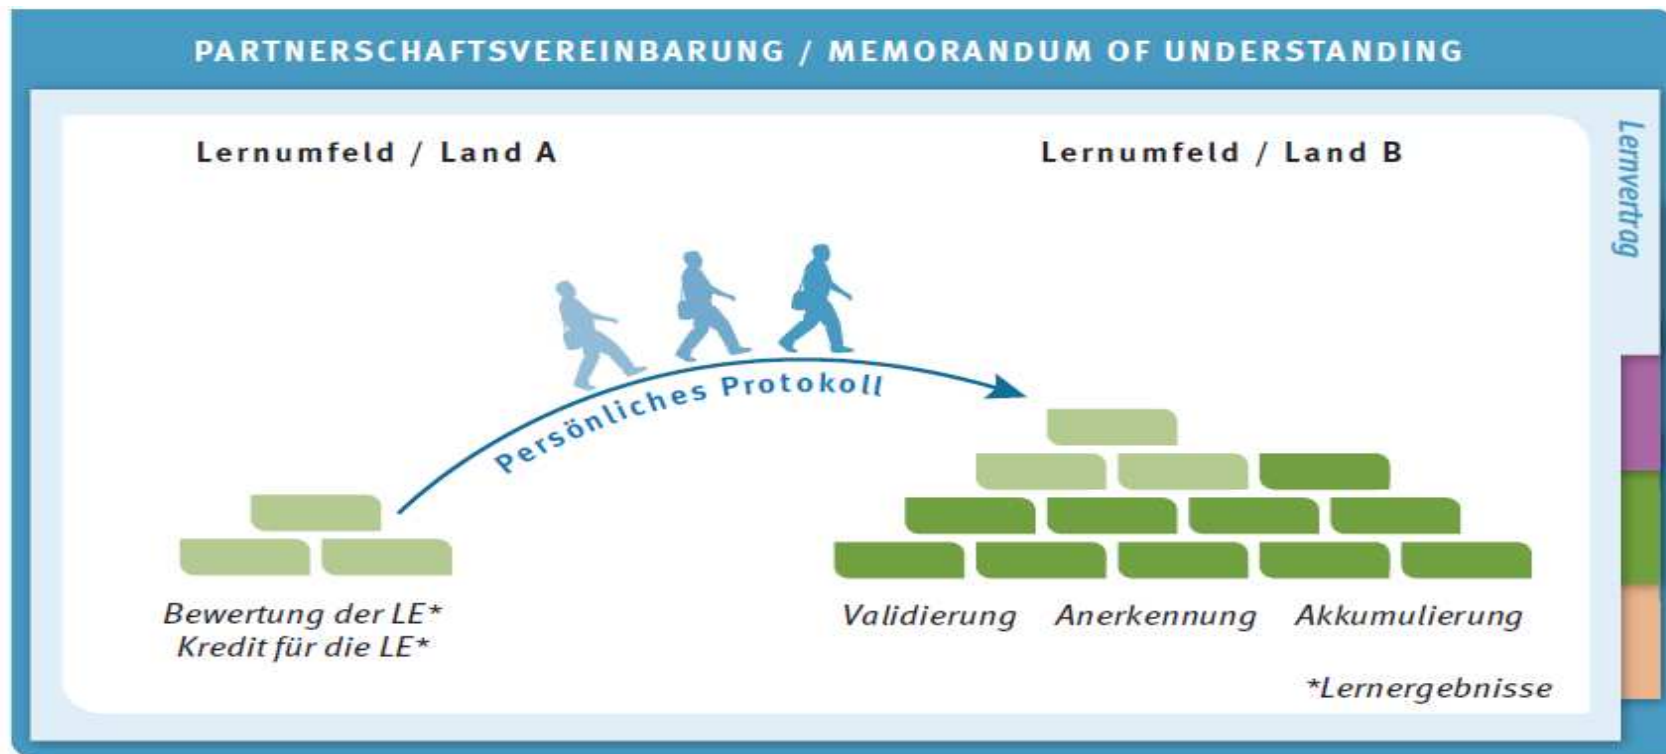 PARTNERSCHAFTSVEREINBARUNG / MEMORANDUM OF UNDERSTANDING
Lernumfeld / Land A
Lernumfeld / Land B
Lernvertrag
Persönliches Protokoll
Bewertung der LE*
Kredit für die LE*
Validierung Anerkennung Akkumulierung
*Lernergebnisse